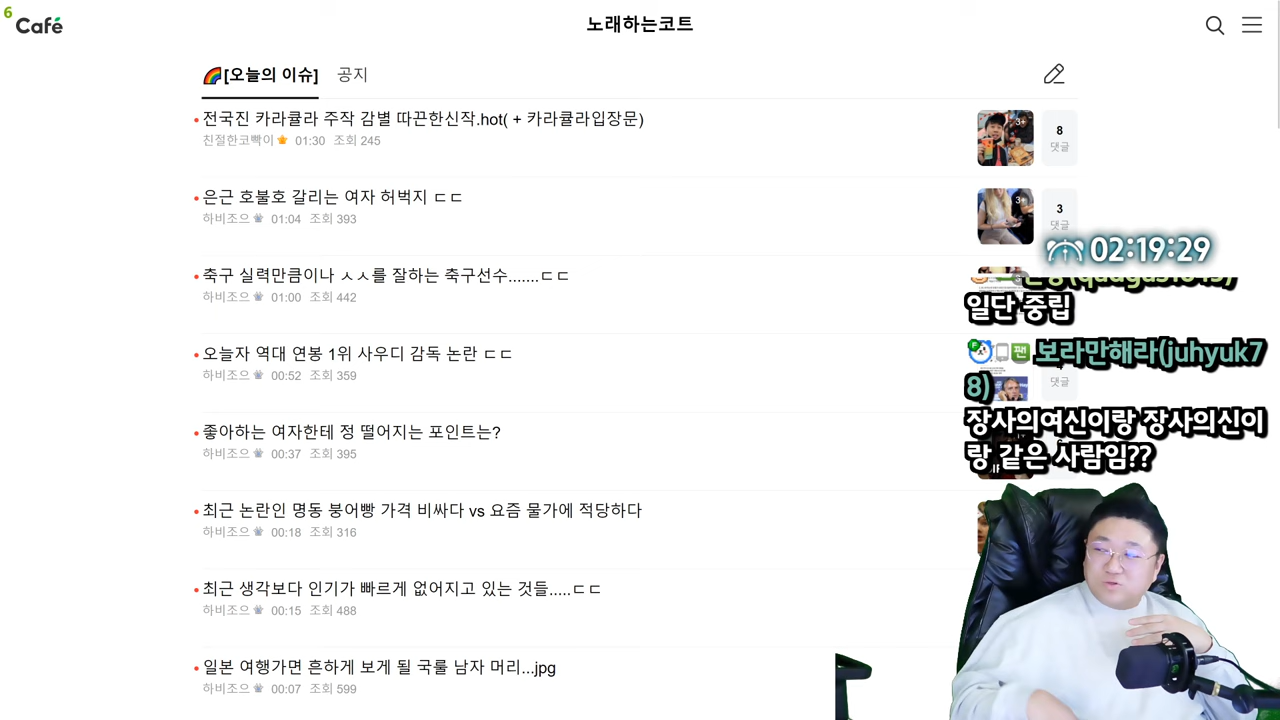 6
Café
노래하는코트
🌈[오늘의 이슈]
공지
전국진 카라큘라 주작 감별 따끈한신작.hot( + 카라큘라입장문)
친절한코빡이 01:30 조회 245
3+
8
댓글
은근 호불호 갈리는 여자 허벅지 ㄷㄷ
하비조으 01:04 조회 393
3+
3
댓글
02:19:29
축구 실력만큼이나 ㅅㅅ를 잘하는 축구선수.......ㄷㄷ
하비조으 01:00 조회 442
일단 중립
오늘자 역대 연봉 1위 사우디 감독 논란 ㄷㄷ
하비조으 00:52 조회 359
F 팬 보라만해라(juhyuk7
8)
댓글
장사의여신이랑 장사의신이
랑 같은 사람임??
좋아하는 여자한테 정 떨어지는 포인트는?
하비조으 00:37 조회 395
최근 논란인 명동 붕어빵 가격 비싸다 vs 요즘 물가에 적당하다
하비조으 00:18 조회 316
최근 생각보다 인기가 빠르게 없어지고 있는 것들.....ㄷㄷ
하비조으 00:15 조회 488
일본 여행가면 흔하게 보게 될 국룰 남자 머리...jpg
하비조으 00:07 조회 599